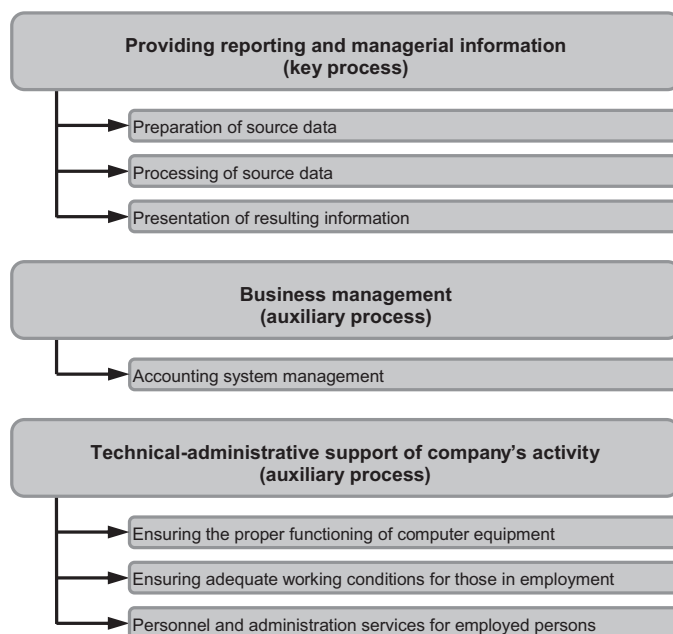 Providing reporting and managerial information
(key process)
Preparation of source data
Processing of source data
Presentation of resulting information
Business management
(auxiliary process)
Accounting system management
Technical-administrative support of company's activity
(auxiliary process)
Ensuring the proper functioning of computer equipment
Ensuring adequate working conditions for those in employment
Personnel and administration services for employed persons